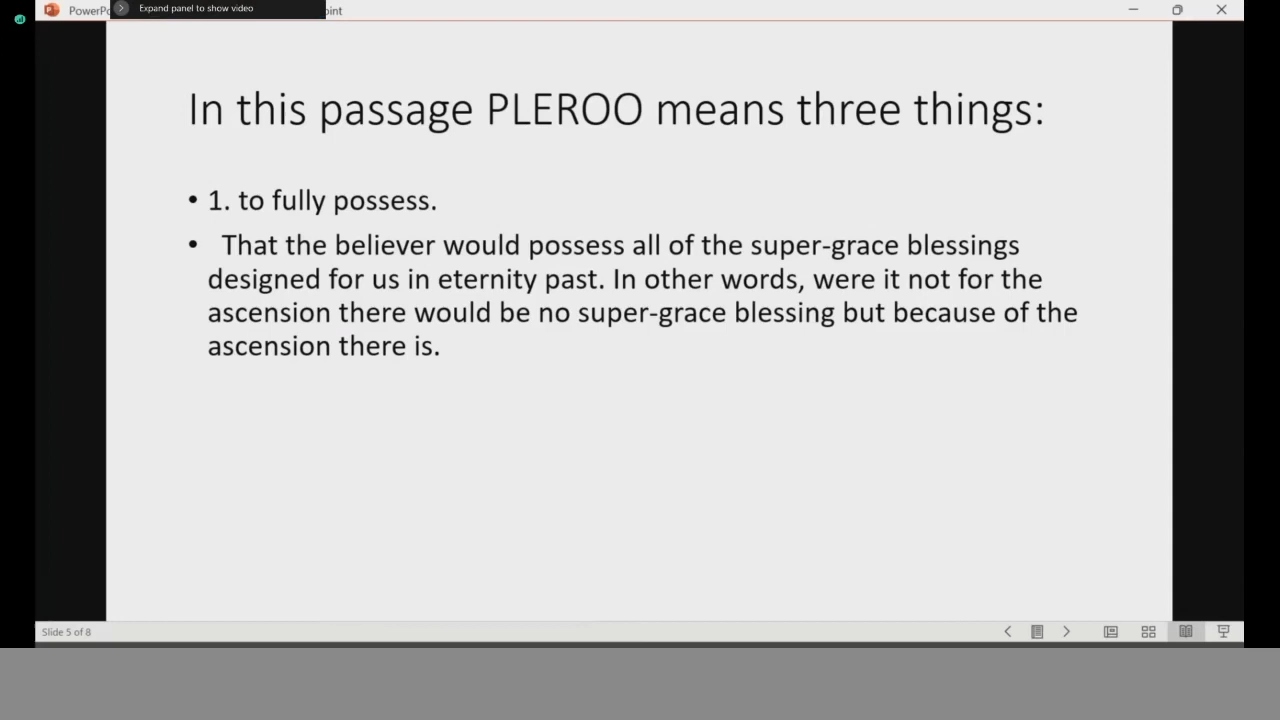 PowerPo
Expand panel to show video
oint
In this passage PLEROO means three things:
• 1. to fully possess.
• That the believer would possess all of the super-grace blessings
designed for us in eternity past. In other words, were it not for the
ascension there would be no super-grace blessing but because of the
ascension there is.
Slide 5 of 8